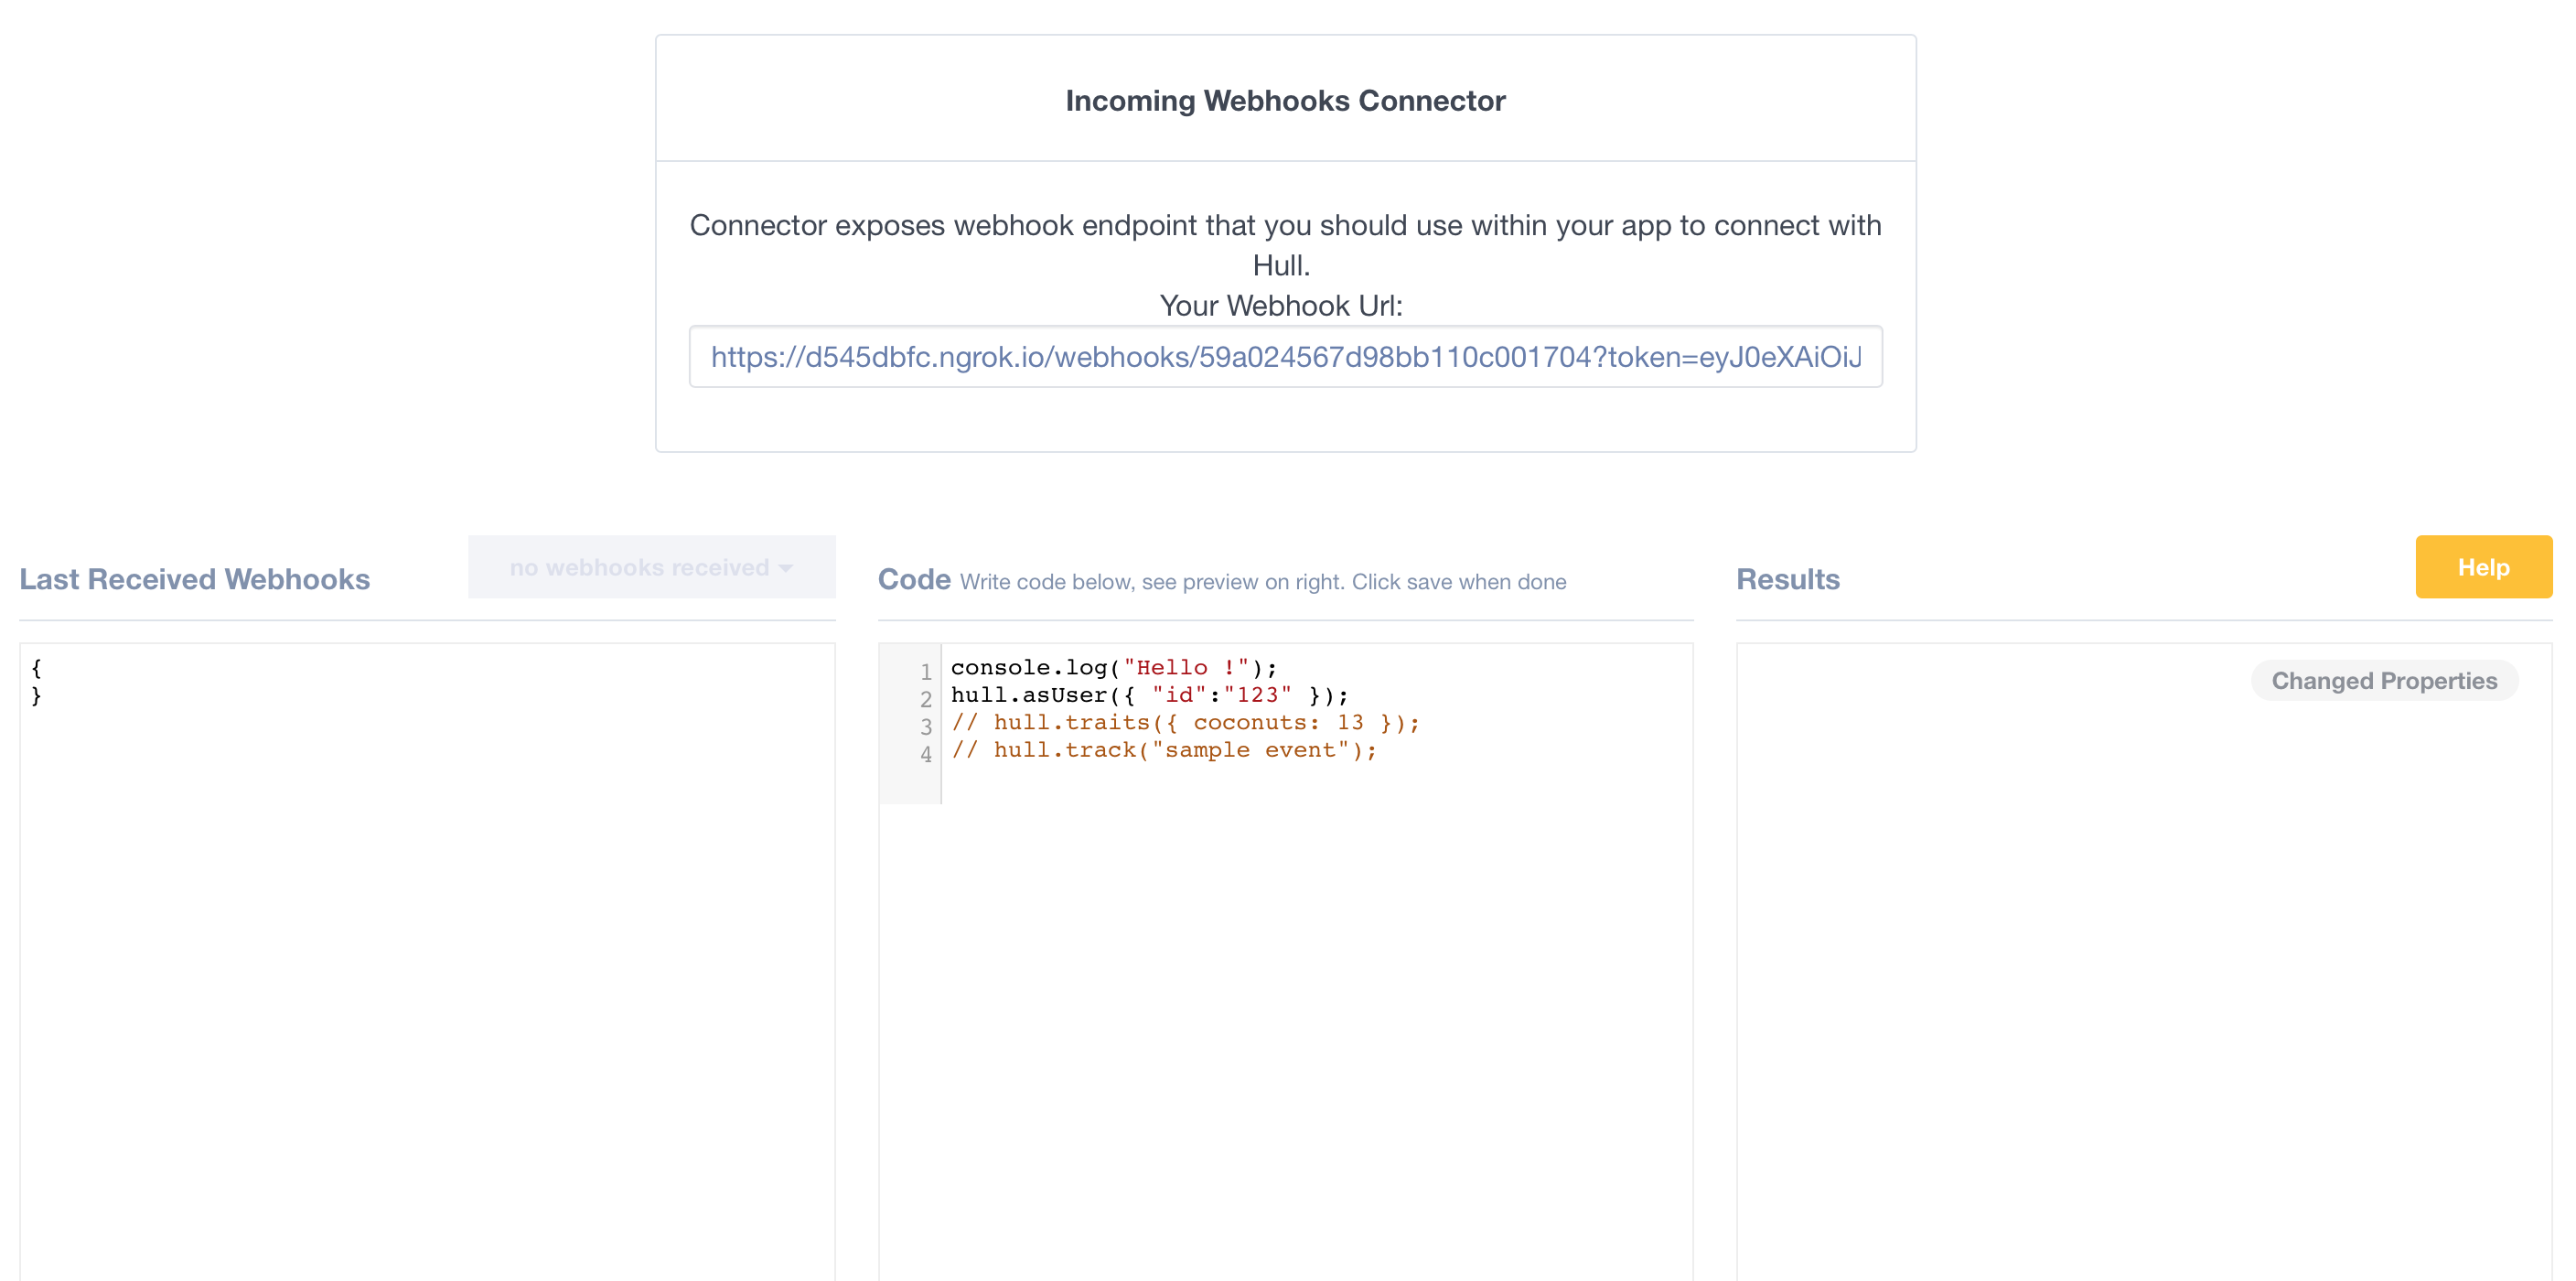 Incoming Webhooks Connector
Connector exposes webhook endpoint that you should use within your app to connect with
Hull.
Your Webhook Url:
https://d545dbfc.ngrok.io/webhooks/59a024567d98bb110c001704?token=eyJ0eXAiOiJ
Last Received Webhooks
no webhooks received
{
}
Code Write code below, see preview on right. Click save when done
1 console.log("Hello !");
2 hull.asUser({ "id":"123" });
3 // hull.traits({ coconuts: 13 });
4 // hull.track("sample event");
Results
Help
Changed Properties